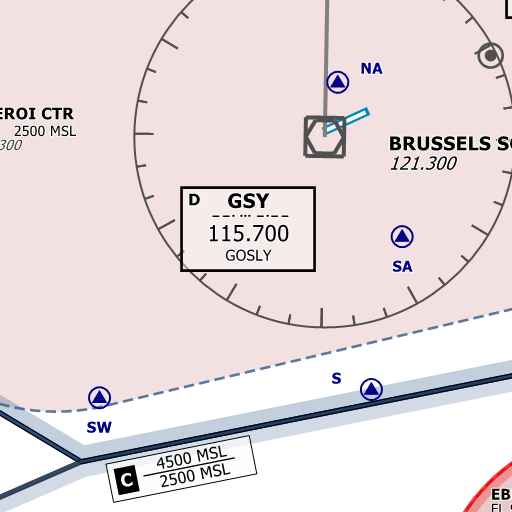 NA
EROI CTR
2500 MSL
300
BRUSSELS
121.300
D GSY
115.700
GOSLY
SA
S
SW
C 4500 MSL
2500 MSL
EB